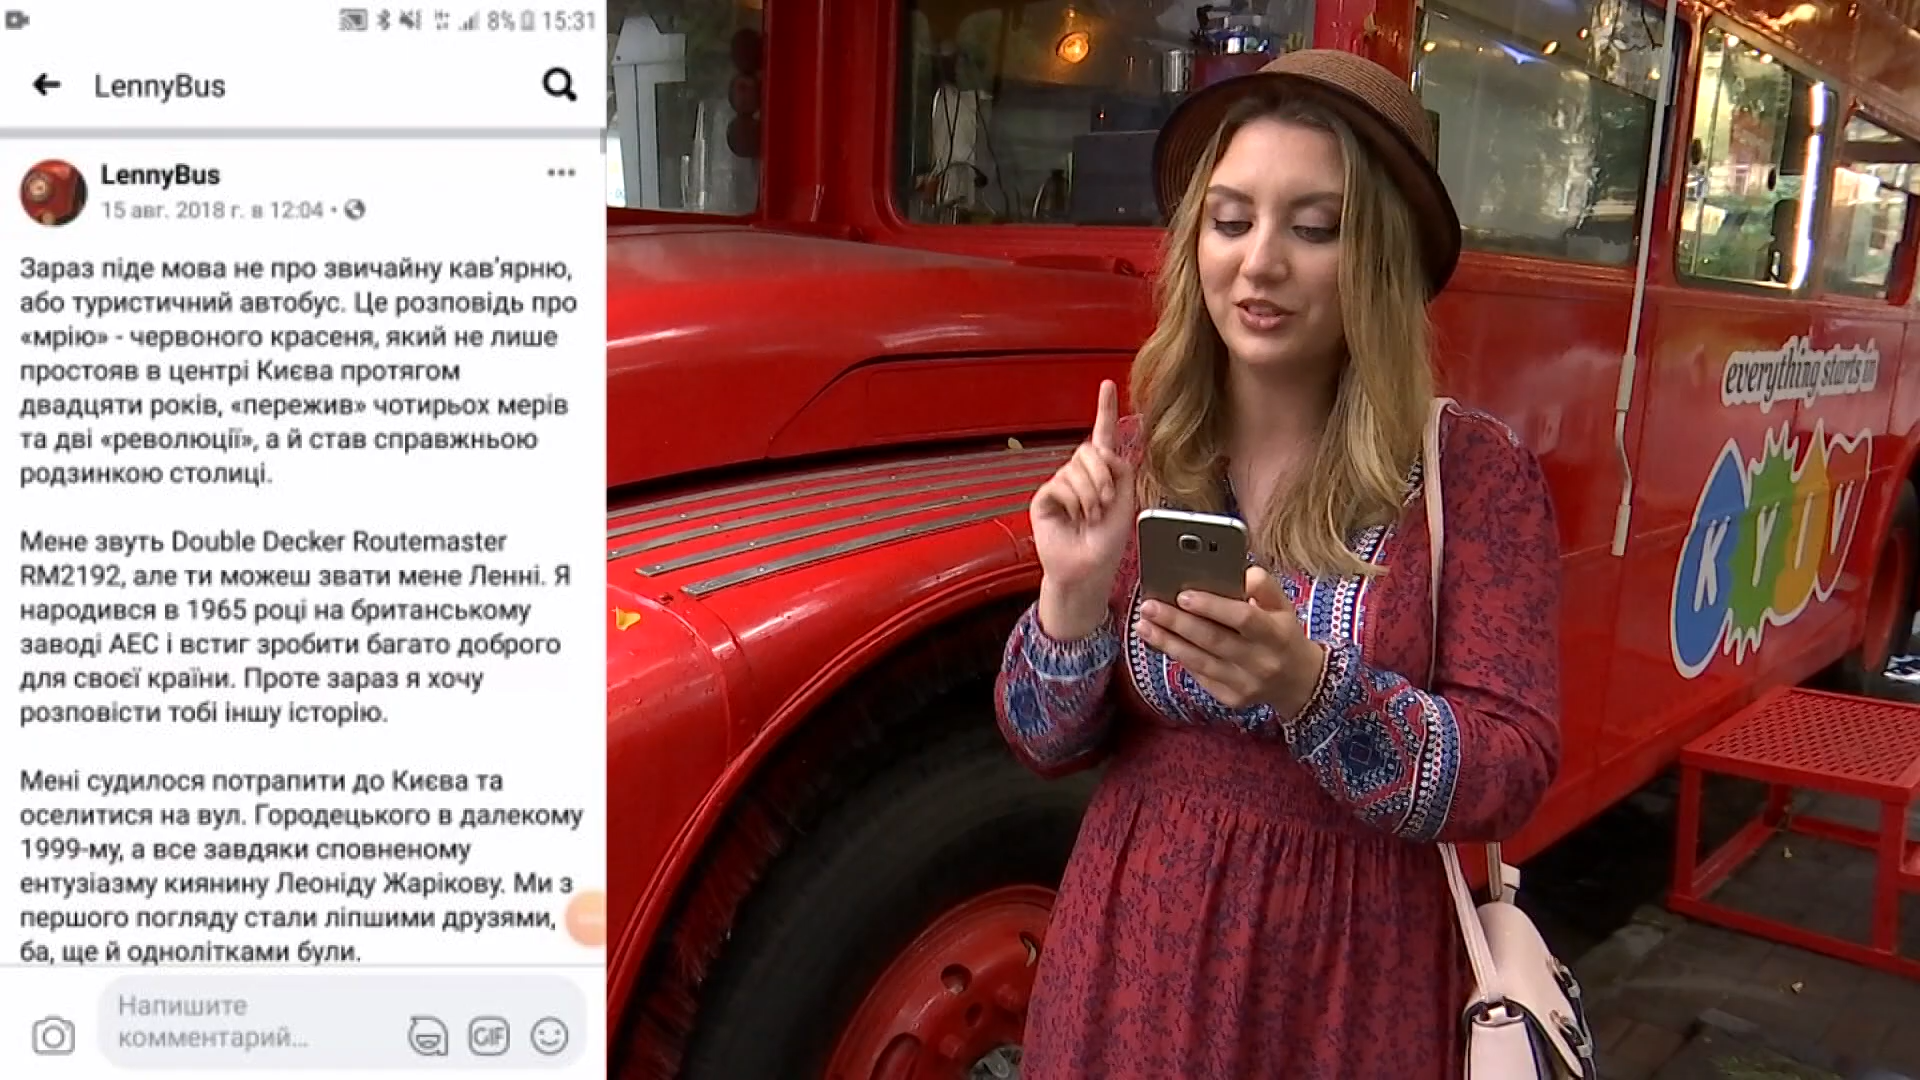 8% 15:31
LennyBus
LennyBus
15 авг. 2018 г. в 12:04 •
Зараз піде мова не про звичайну кав'ярню,
або туристичний автобус. Це розповідь про
«мрію» - червоного красеня, який не лише
простояв в центрі Києва протягом
двадцяти років, «пережив» чотирьох мерів
та дві «революції», а й став справжньою
родзинкою столиці.
Мене звуть Double Decker Routemaster
RM2192, але ти можеш звати мене Ленні. Я
народився в 1965 році на британському
заводі AEC і встиг зробити багато доброго
для своєї країни. Проте зараз я хочу
розповісти тобі іншу історію.
Мені судилося потрапити до Києва та
оселитися на вул. Городецького в далекому
1999-му, а все завдяки сповненому
ентузіазму киянину Леоніду Жарікову. Ми з
першого погляду стали ліпшими друзями,
ба, ще й однолітками були.
Напишите
комментарий...
GIF
everything starts in
KYIV